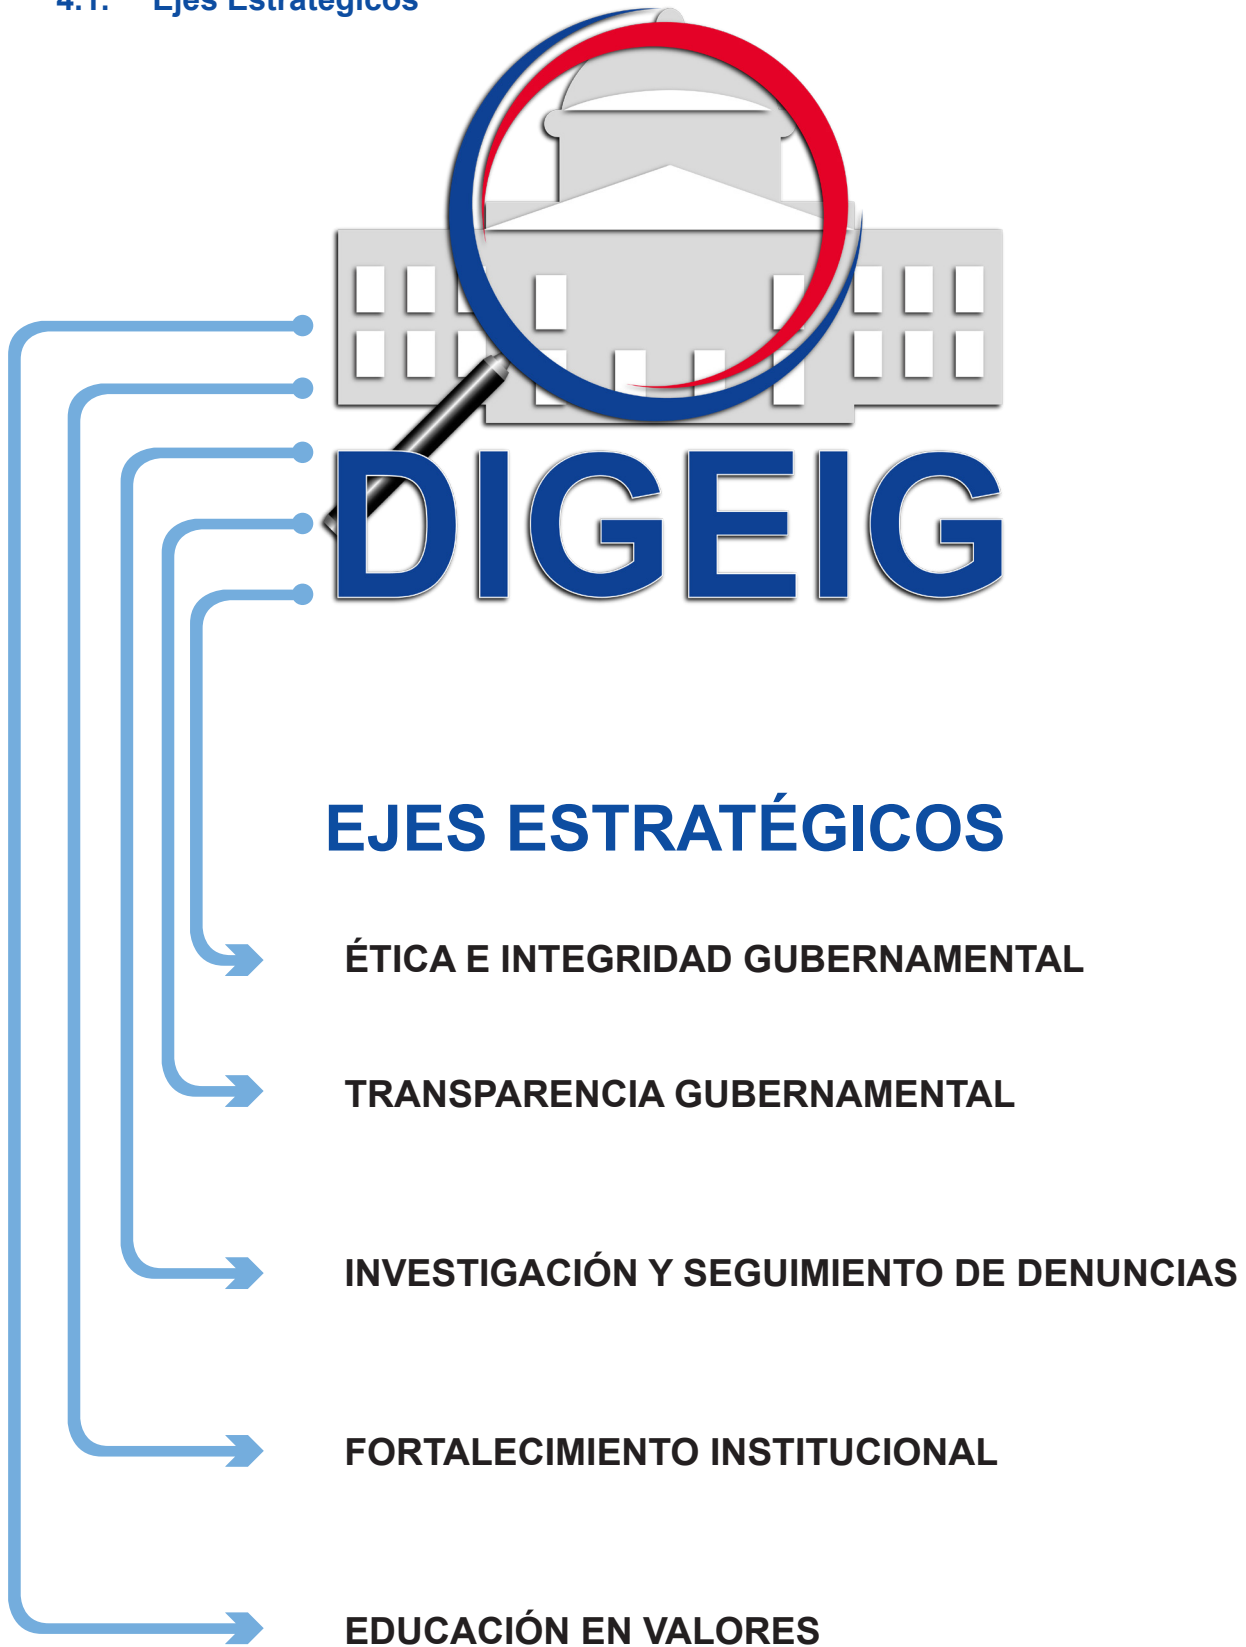 4.1. Ejes Estratégicos
DIGEIG
EJES ESTRATÉGICOS
ÉTICA E INTEGRIDAD GUBERNAMENTAL
TRANSPARENCIA GUBERNAMENTAL
INVESTIGACIÓN Y SEGUIMIENTO DE DENUNCIAS
FORTALECIMIENTO INSTITUCIONAL
EDUCACIÓN EN VALORES